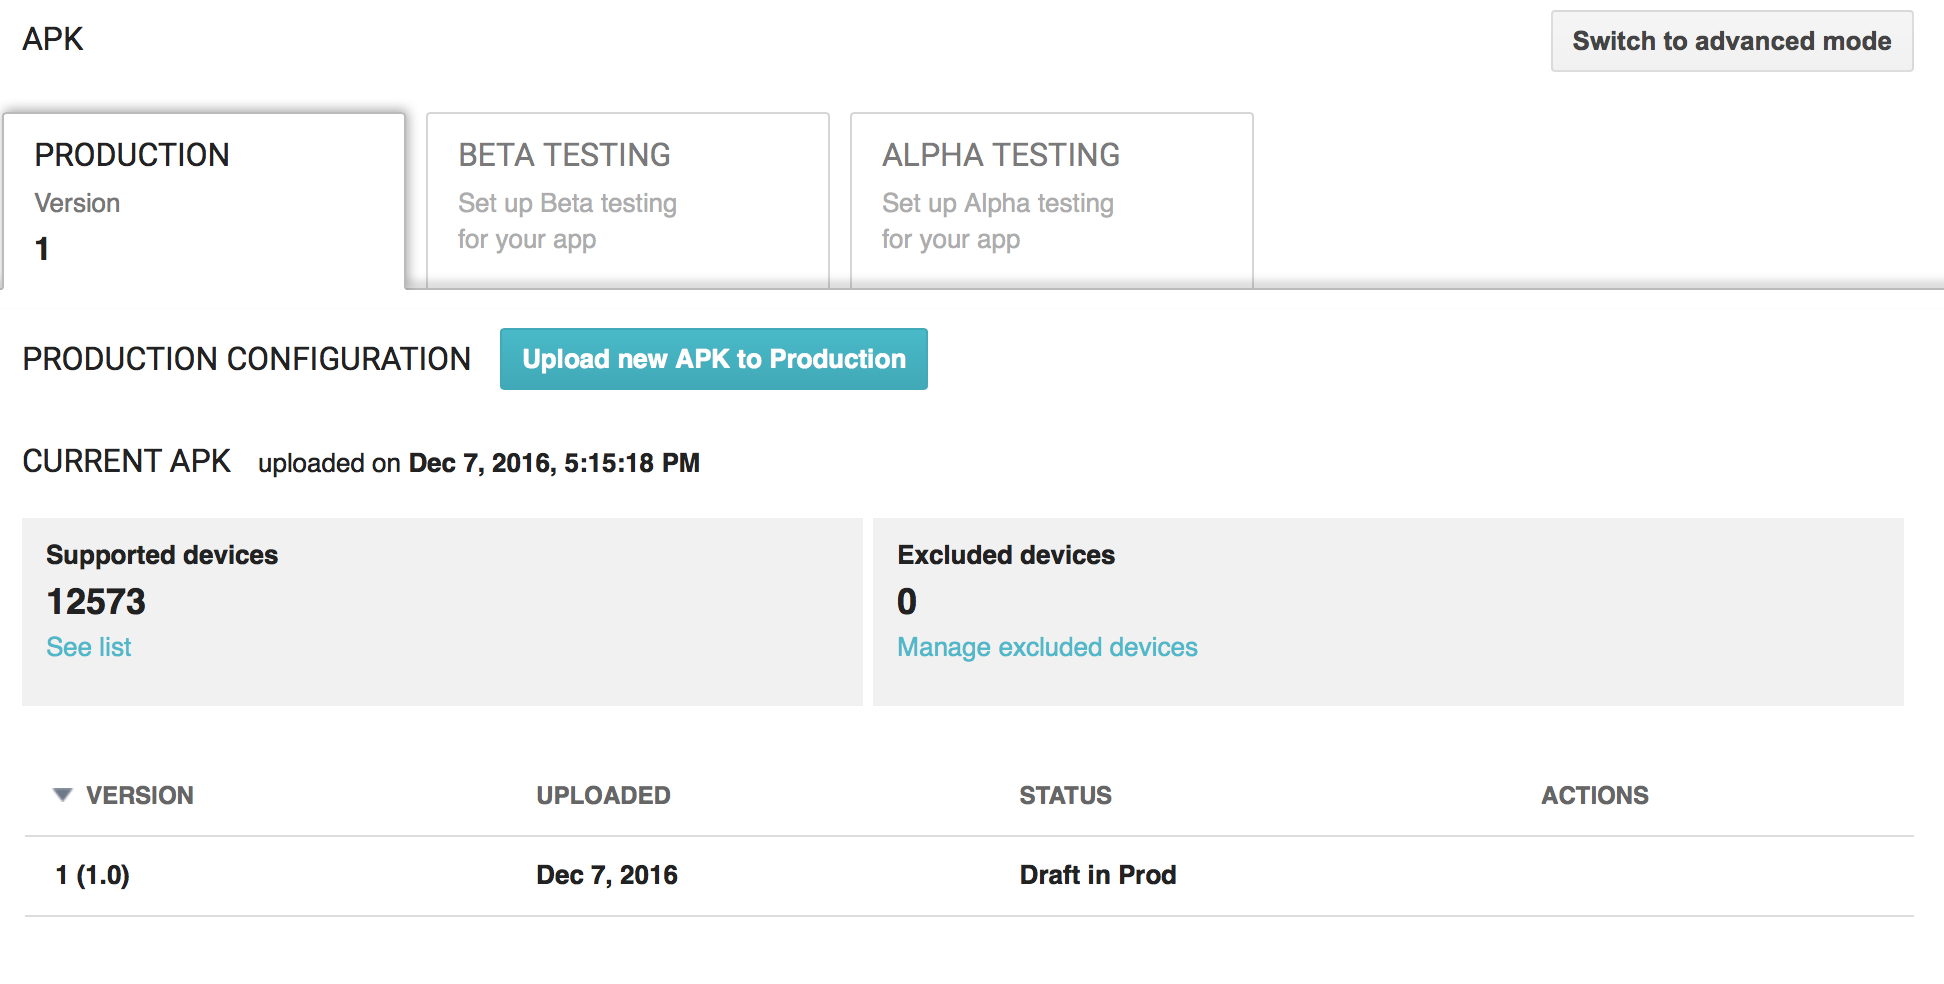 APK
Switch to advanced mode
PRODUCTION
Version
1
BETA TESTING
Set up Beta testing
for your app
ALPHA TESTING
Set up Alpha testing
for your app
PRODUCTION CONFIGURATION
Upload new APK to Production
CURRENT APK uploaded on Dec 7, 2016, 5:15:18 PM
Supported devices
12573
See list
Excluded devices
0
Manage excluded devices
VERSION UPLOADED STATUS ACTIONS
1 (1.0) Dec 7, 2016 Draft in Prod